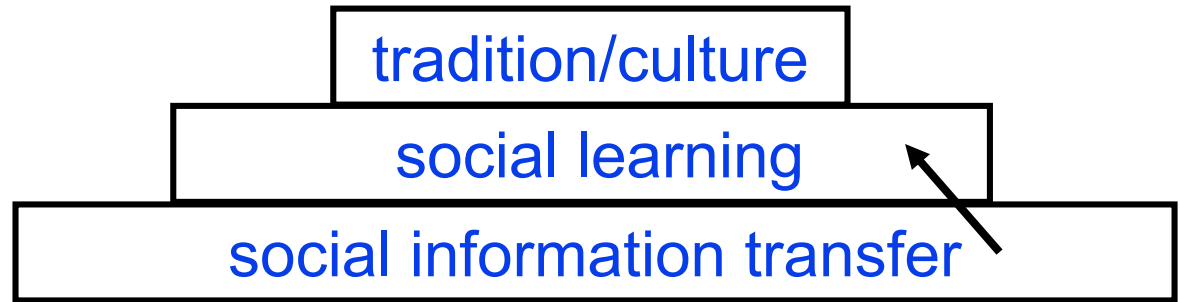 tradition/culture
social learning
social information transfer